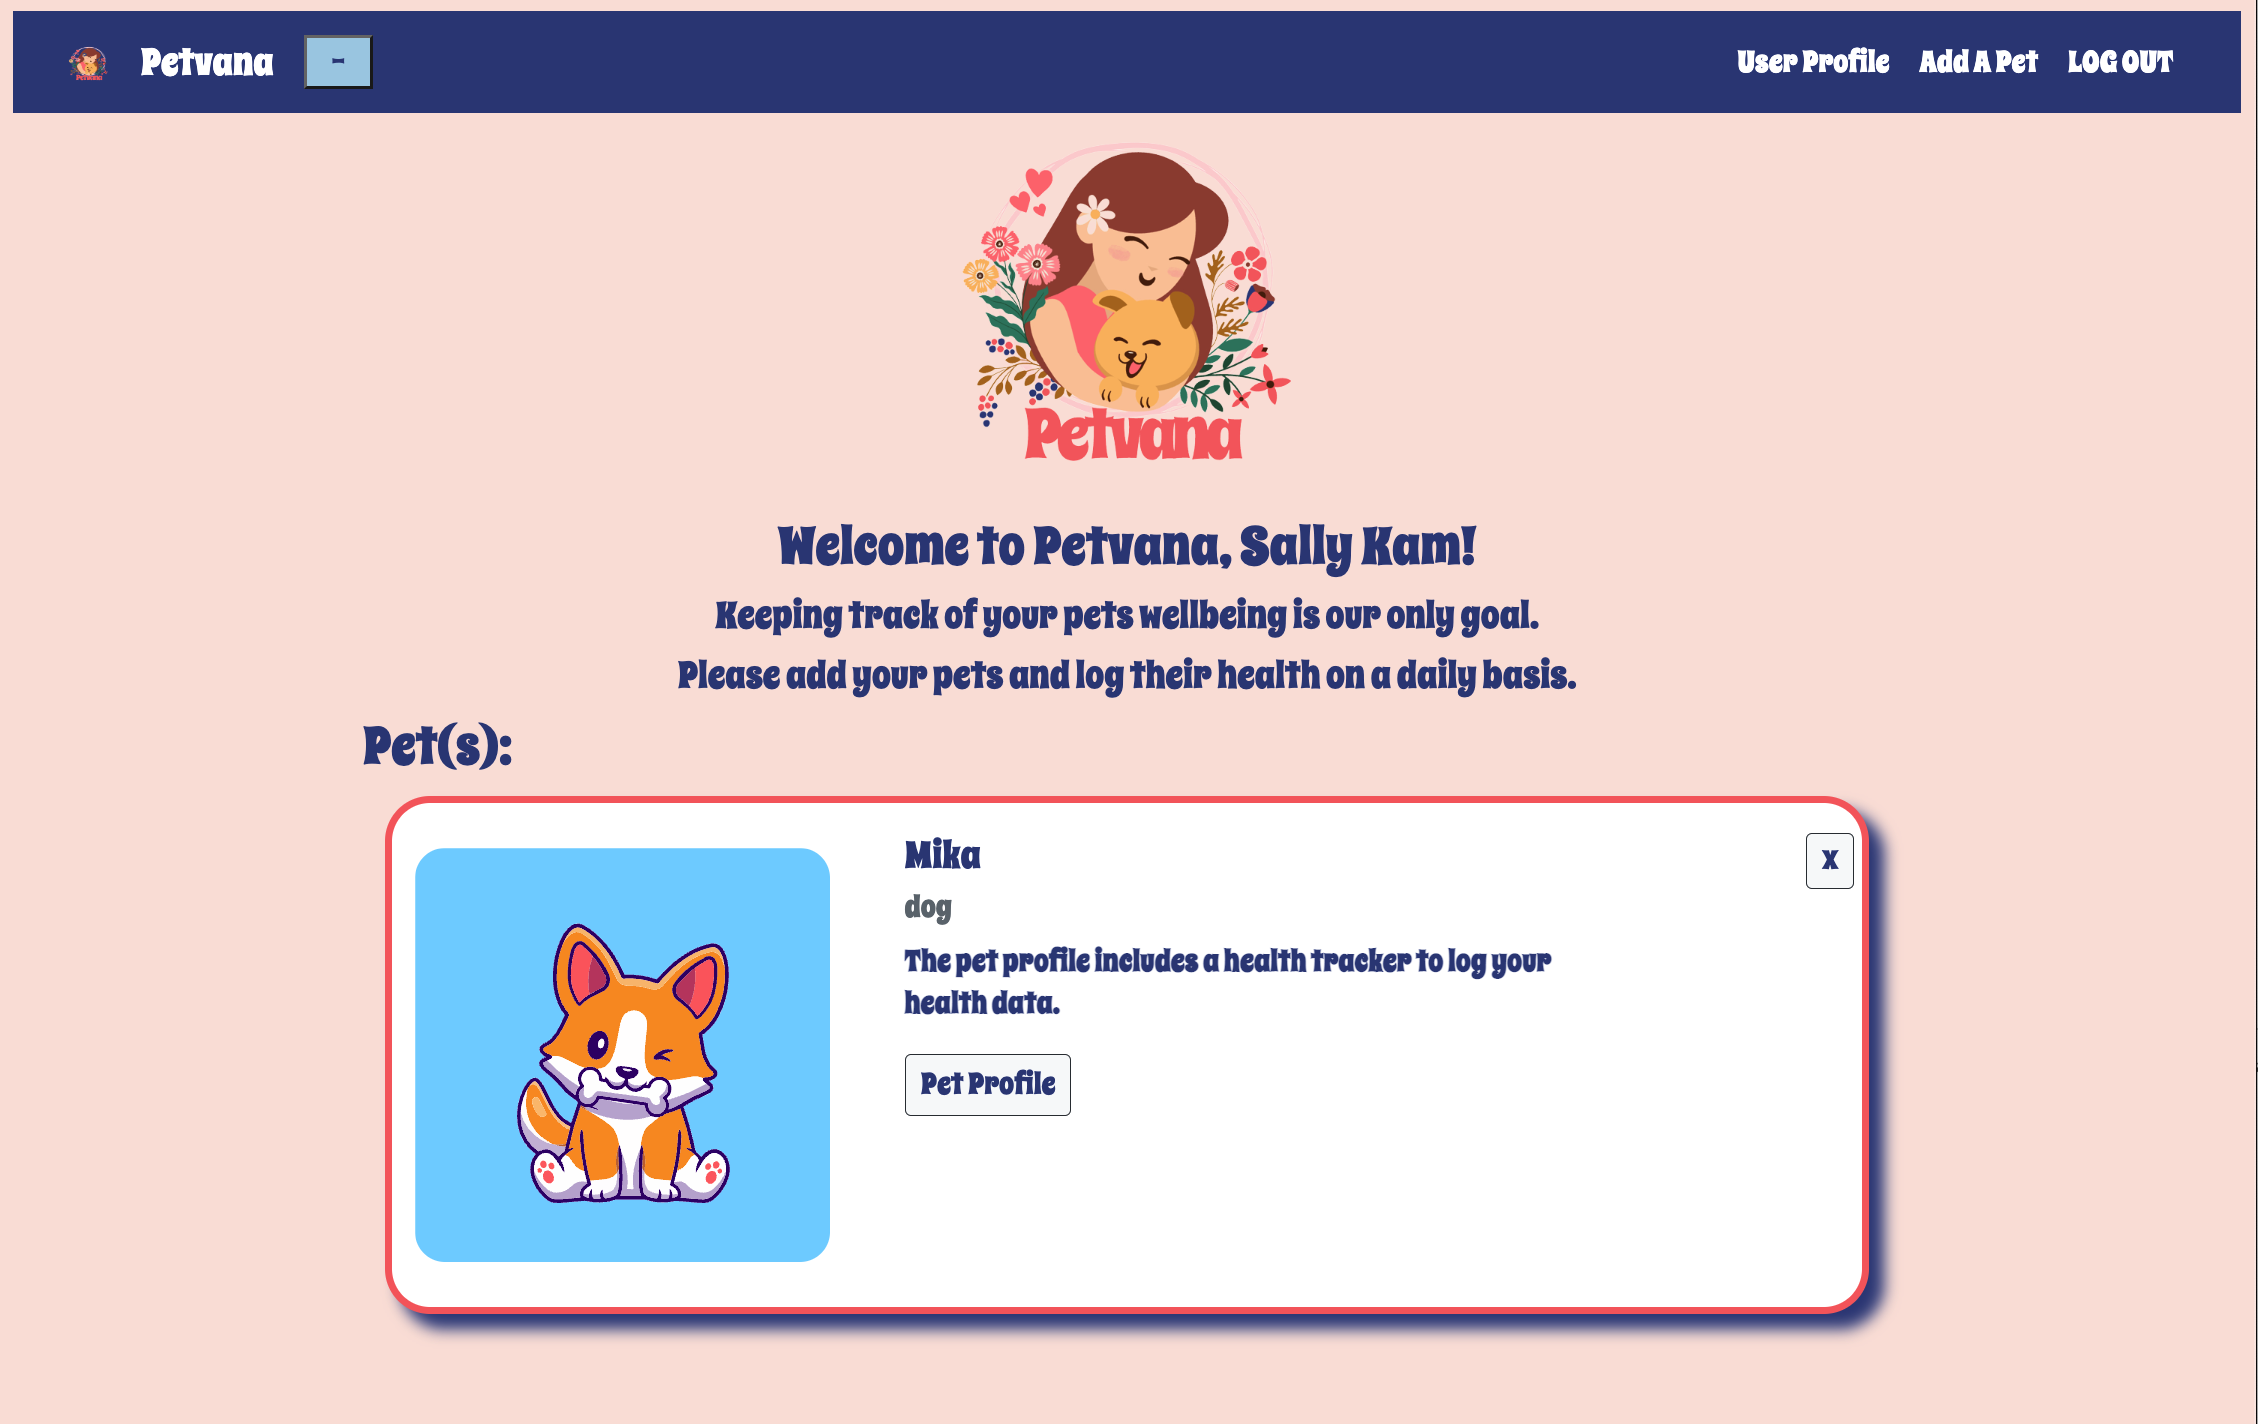 Petvana
-
User Profile
Add A Pet
LOG OUT
Petvana
Welcome to Petvana, Sally Kam!
Keeping track of your pets wellbeing is our only goal.
Please add your pets and log their health on a daily basis.
Pet(s):
Mika
X
dog
The pet profile includes a health tracker to log your
health data.
Pet Profile